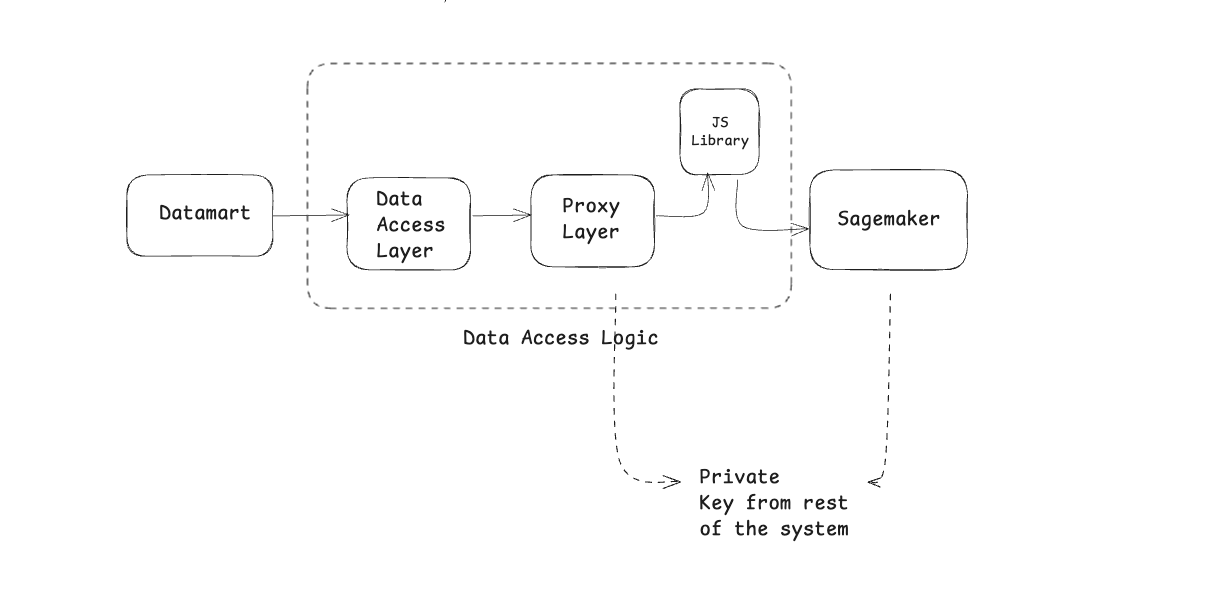 JS
Library
Datamart
Data
Access
Layer
Proxy
Layer
Sagemaker
Data Access Logic
Private
Key from rest
of the system